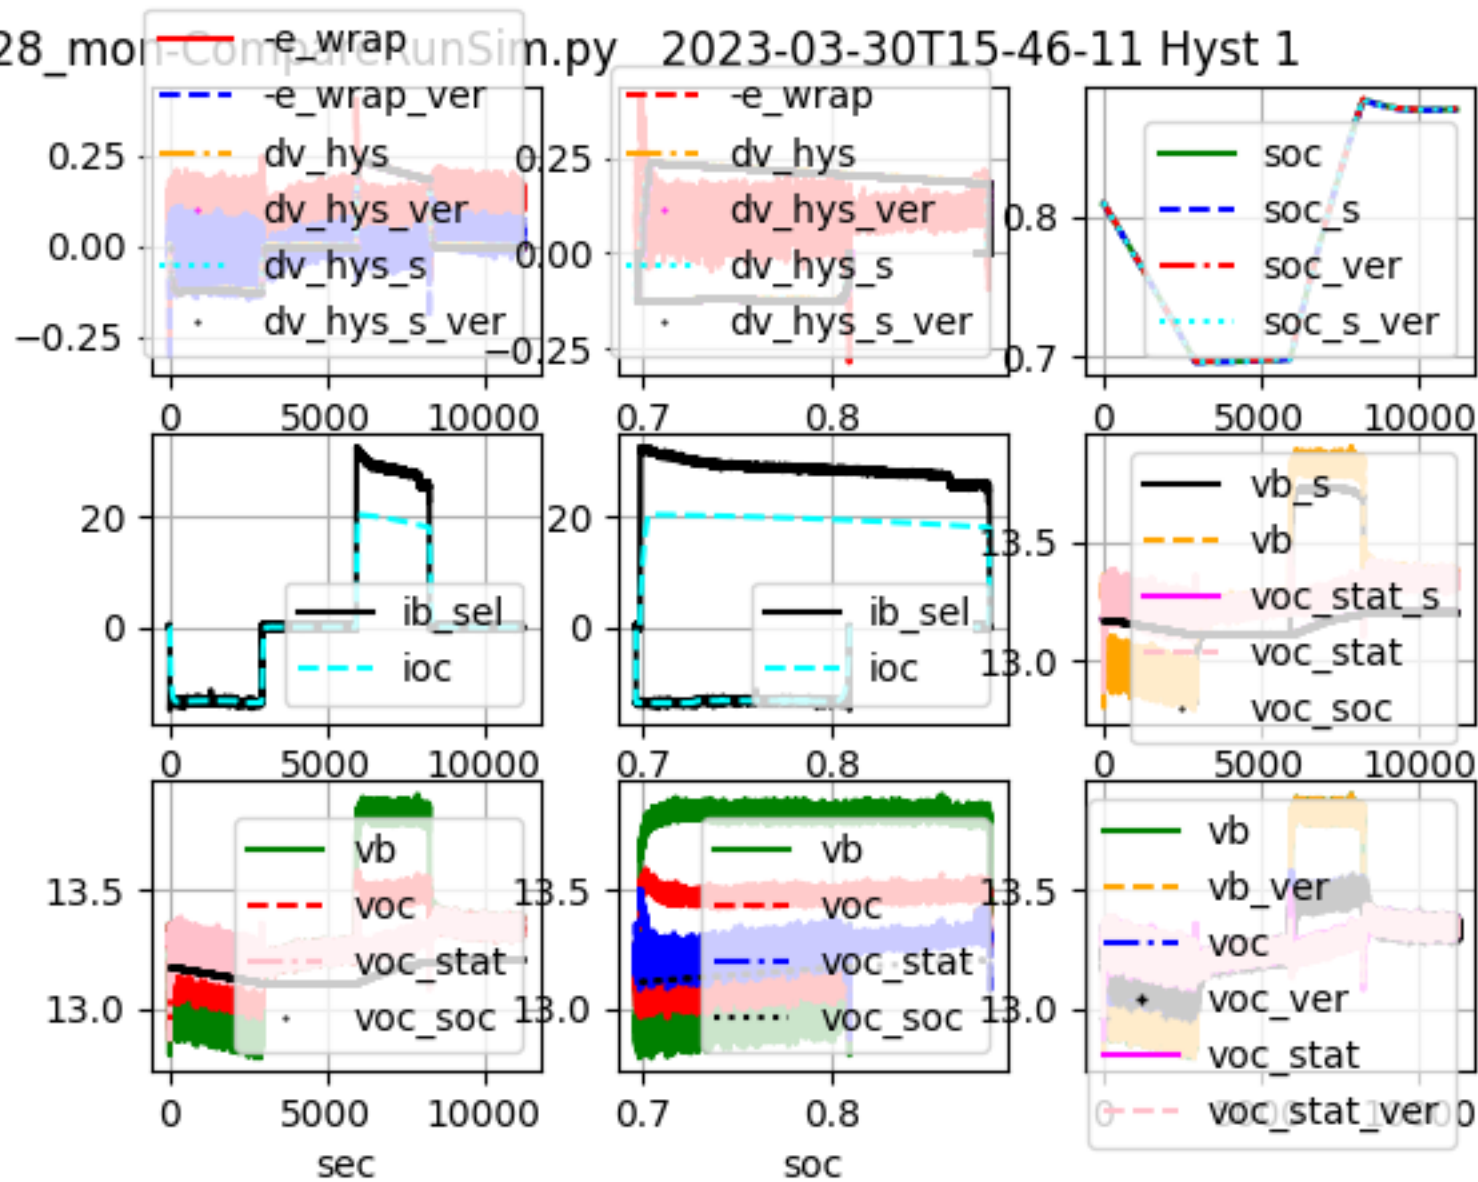 28_mon-CompareRunSim.py   2023-03-30T15-46-11 Hyst 1
-e_wrap
-e_wrap_ver
dv_hys
dv_hys_ver
dv_hys_s
dv_hys_s_ver
0.25
0.00
−0.25
0
5000
10000
-e_wrap
dv_hys
dv_hys_ver
dv_hys_s
dv_hys_s_ver
0.25
0.00
−0.25
0.7
0.8
soc
soc_s
soc_ver
soc_s_ver
0.8
0.7
0
5000
10000
20
0
ib_sel
ioc
0
5000
10000
20
0
ib_sel
ioc
0.7
0.8
13.5
13.0
vb_s
vb
voc_stat_s
voc_stat
voc_soc
0
5000
10000
13.5
13.0
vb
voc
voc_stat
voc_soc
0
5000
10000
sec
13.5
13.0
vb
voc
voc_stat
voc_soc
0.7
0.8
soc
13.5
13.0
vb
vb_ver
voc
voc_ver
voc_stat
voc_stat_ver
0
5000
10000